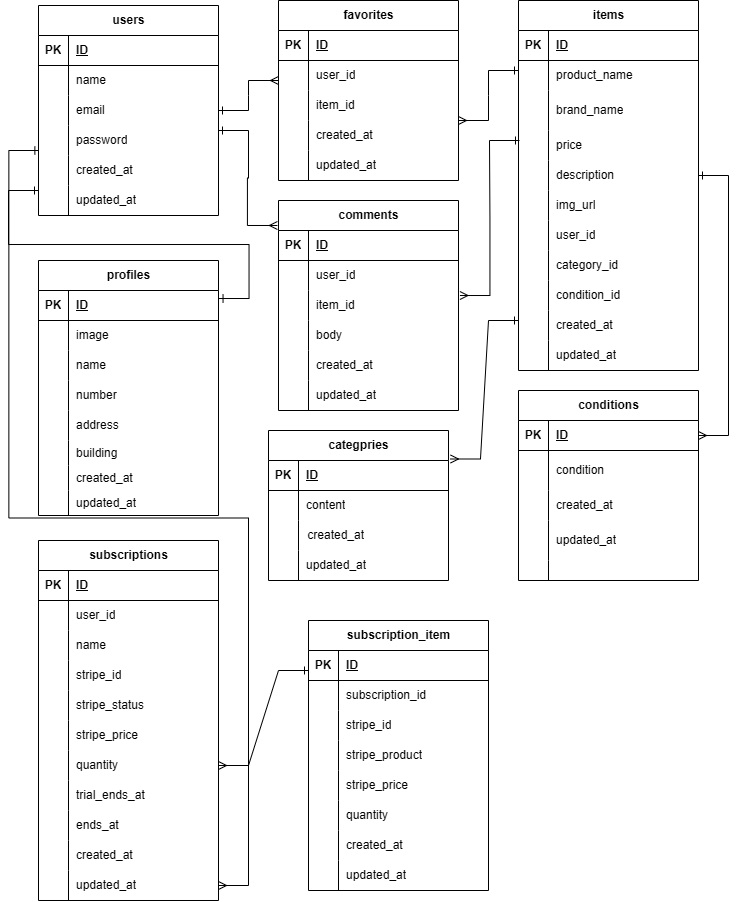 users
PK ID
name
email
password
created_at
updated_at
favorites
PK ID
user_id
item_id
created_at
updated_at
items
PK ID
product_name
brand_name
price
description
img_url
user_id
category_id
condition_id
created_at
updated_at
comments
PK ID
user_id
item_id
body
created_at
updated_at
profiles
PK ID
image
name
number
address
building
created_at
updated_at
categpries
PK ID
content
created_at
updated_at
conditions
PK ID
condition
created_at
updated_at
subscriptions
PK ID
user_id
name
stripe_id
stripe_status
stripe_price
quantity
trial_ends_at
ends_at
created_at
updated_at
subscription_item
PK ID
subscription_id
stripe_id
stripe_product
stripe_price
quantity
created_at
updated_at